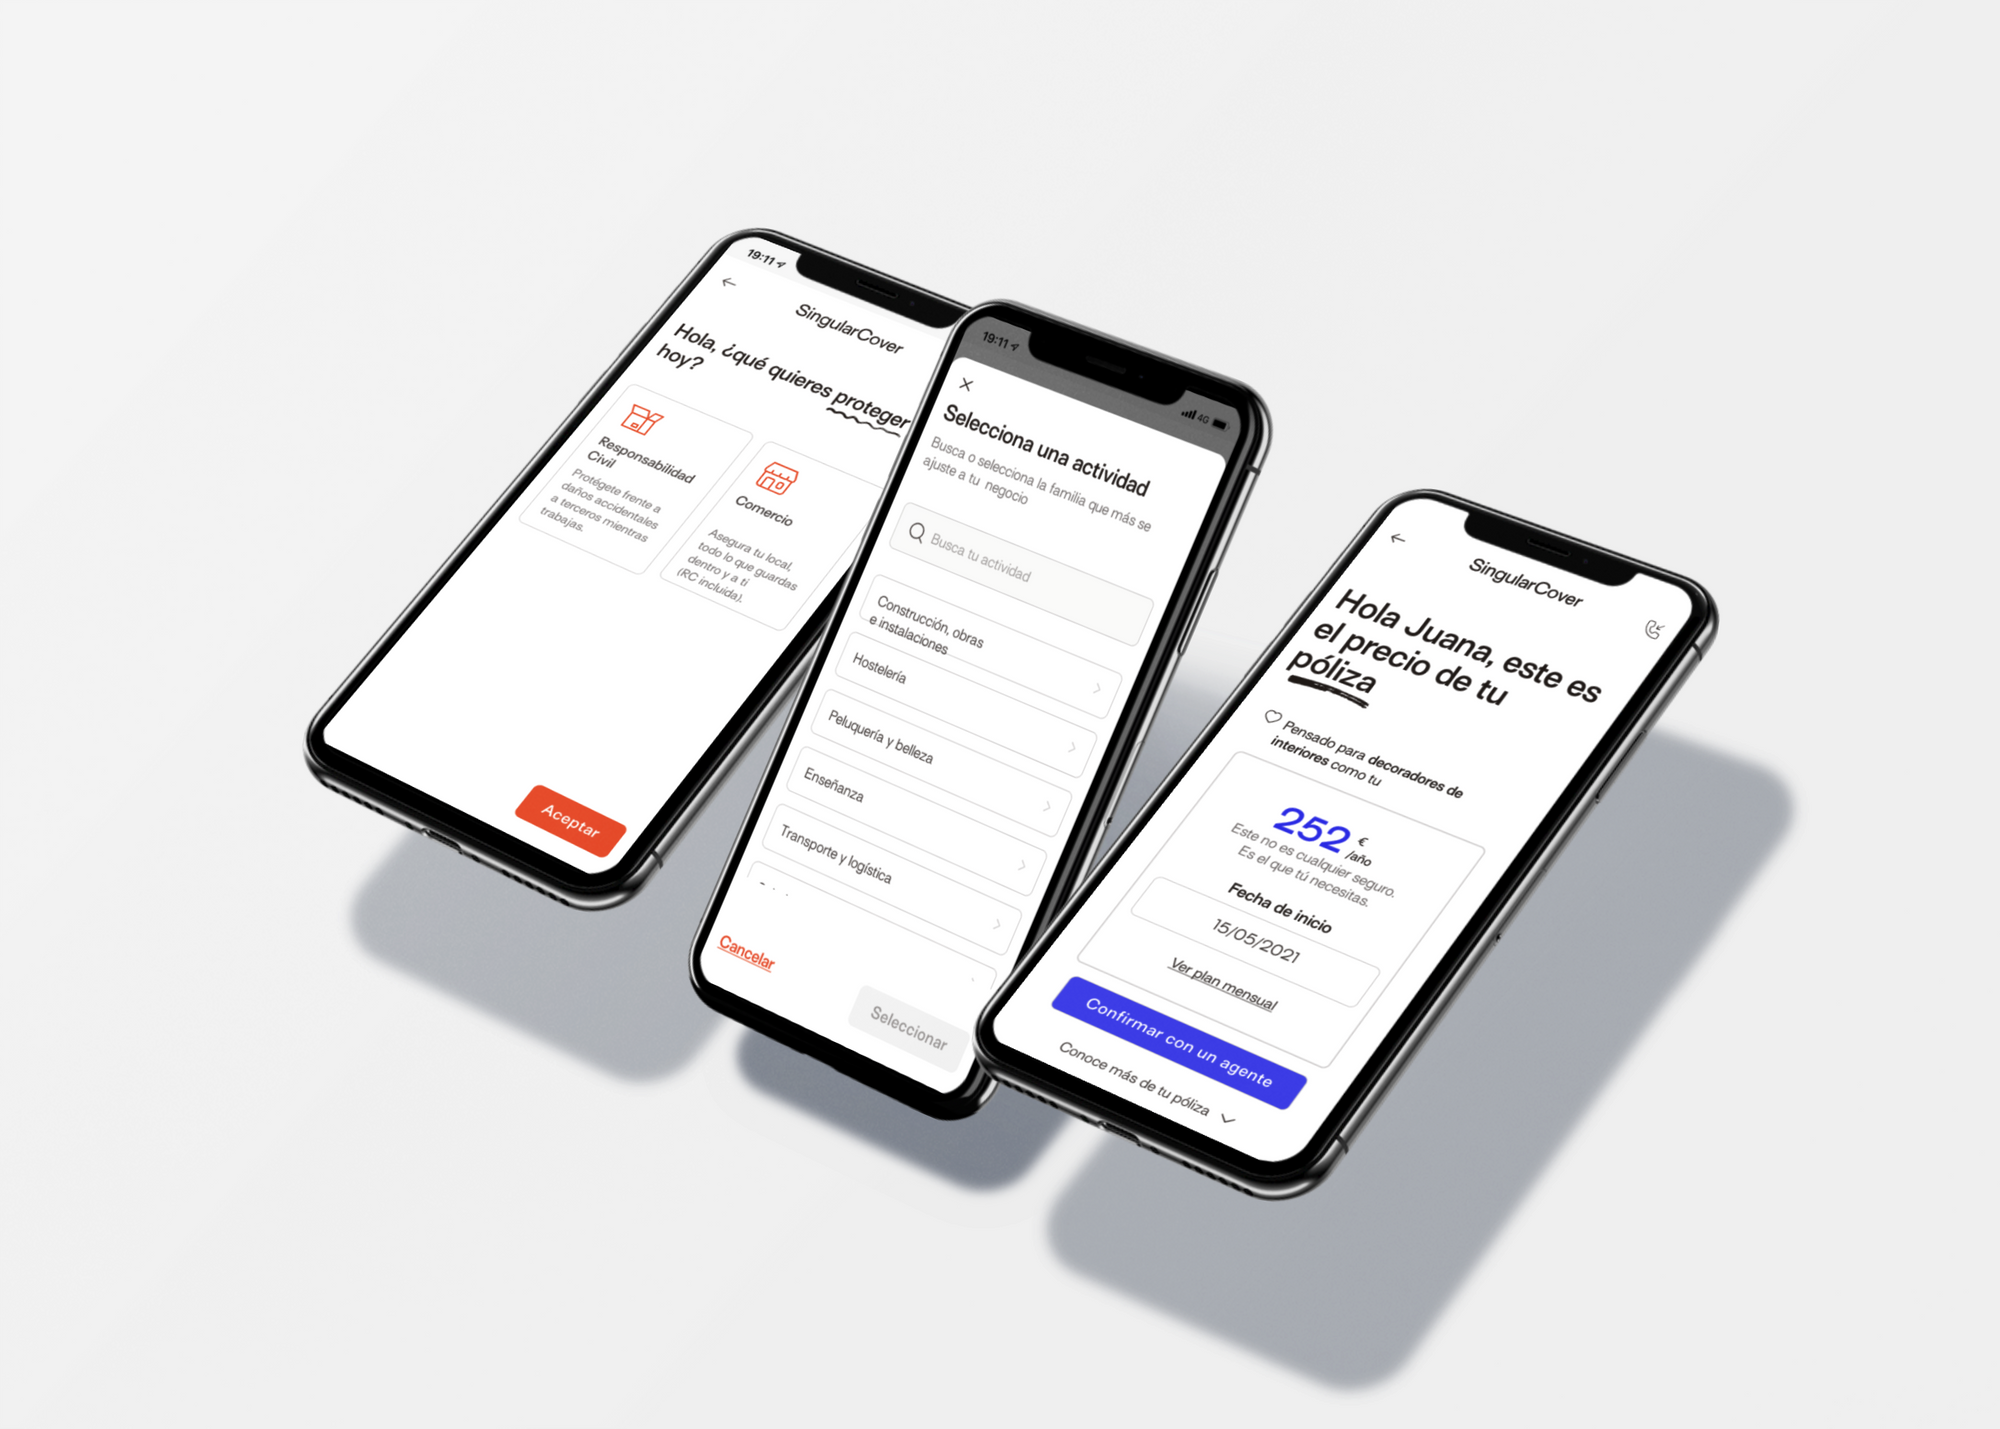 19:11
SingularCover
Hola, ¿qué quieres proteger
hoy?
Responsabilidad
Civil
Protégete frente a
daños accidentales
a terceros mientras
trabajas.
Comercio
Asegura tu local,
todo lo que guardas
dentro y a ti
(RC incluida).
Aceptar
19:11
4G
Selecciona una actividad
Busca o selecciona la familia que más se
ajuste a tu negocio
Busca tu actividad
Construcción, obras
e instalaciones
Hostelería
Peluquería y belleza
Enseñanza
Transporte y logística
Cancelar
Seleccionar
SingularCover
Hola Juana, este es
el precio de tu
póliza
Pensado para decoradores de
interiores como tu
252 €
/año
Este no es cualquier seguro.
Es el que tú necesitas.
Fecha de inicio
15/05/2021
Ver plan mensual
Confirmar con un agente
Conoce más de tu póliza